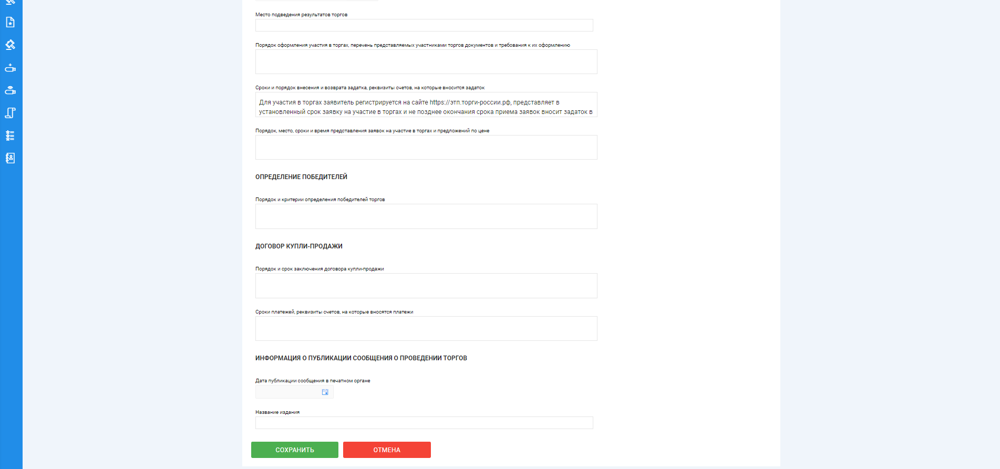 Место подведения результатов торгов
Порядок оформления участия в торгах, перечень представляемых участниками торгов документов и требования к их оформлению
Сроки и порядок внесения и возврата задатка, реквизиты счетов, на которые вносится задаток
Для участия в торгах заявитель регистрируется на сайте https://этп.торги-россии.рф, представляет в
установленный срок заявку на участие в торгах и не позднее окончания срока приема заявок вносит задаток в
Порядок, место, сроки и время представления заявок на участие в торгах и предложений по цене
ОПРЕДЕЛЕНИЕ ПОБЕДИТЕЛЕЙ
Порядок и критерии определения победителей торгов
ДОГОВОР КУПЛИ-ПРОДАЖИ
Порядок и срок заключения договора купли-продажи
Сроки платежей, реквизиты счетов, на которые вносятся платежи
ИНФОРМАЦИЯ О ПУБЛИКАЦИИ СООБЩЕНИЯ О ПРОВЕДЕНИИ ТОРГОВ
Дата публикации сообщения в печатном органе
Название издания
СОХРАНИТЬ
ОТМЕНА